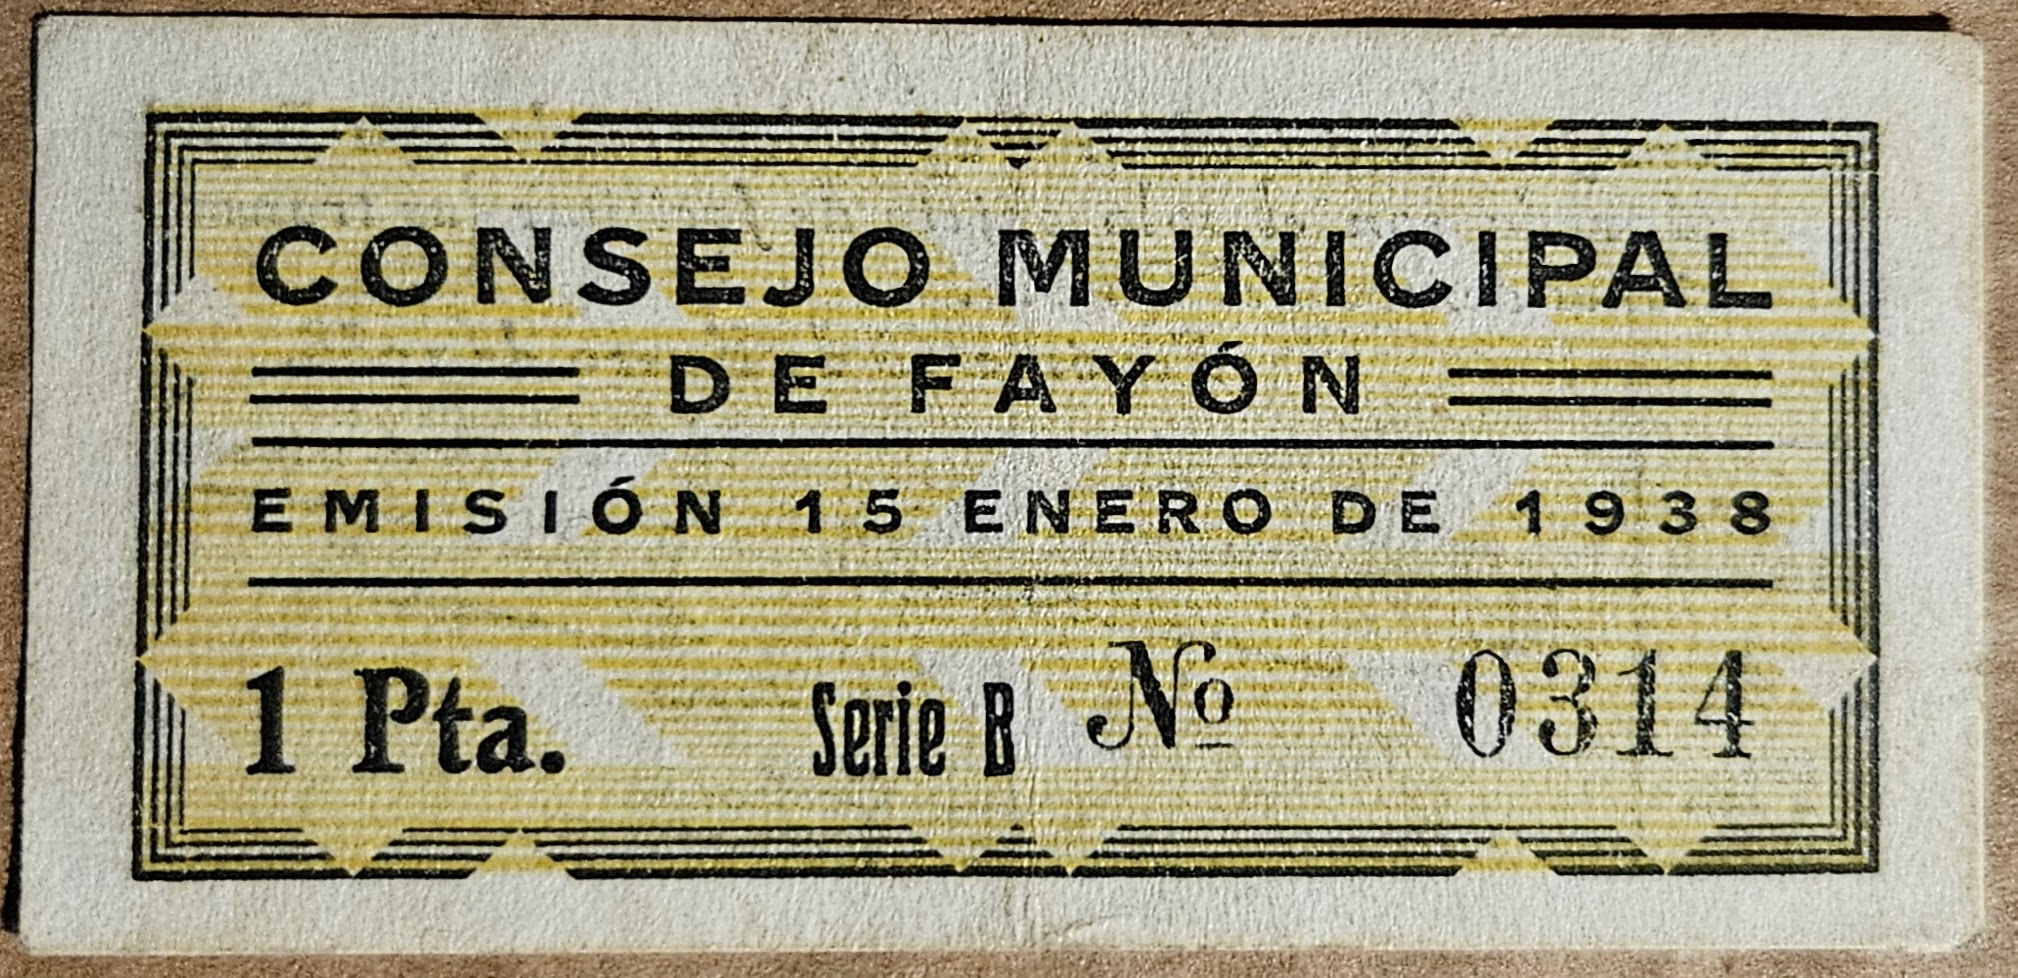 CONSEJO MUNICIPAL
DE FAYÓN
EMISIÓN 15 ENERO DE 1938
1 Pta. Serie B Nº 0314